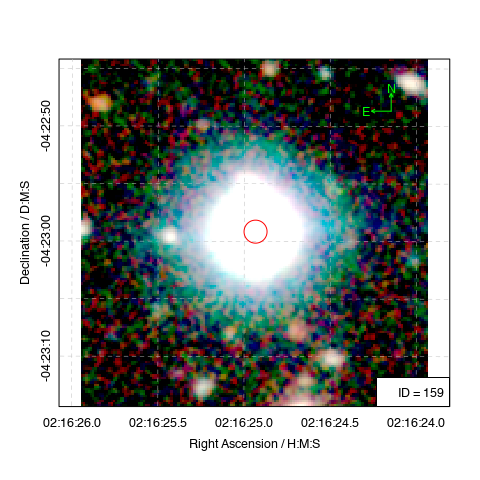 N
E
-04:22:50
-04:23:00
-04:23:10
Declination / D:M:S
ID = 159
02:16:26.0 02:16:25.5 02:16:25.0 02:16:24.5 02:16:24.0
Right Ascension / H:M:S